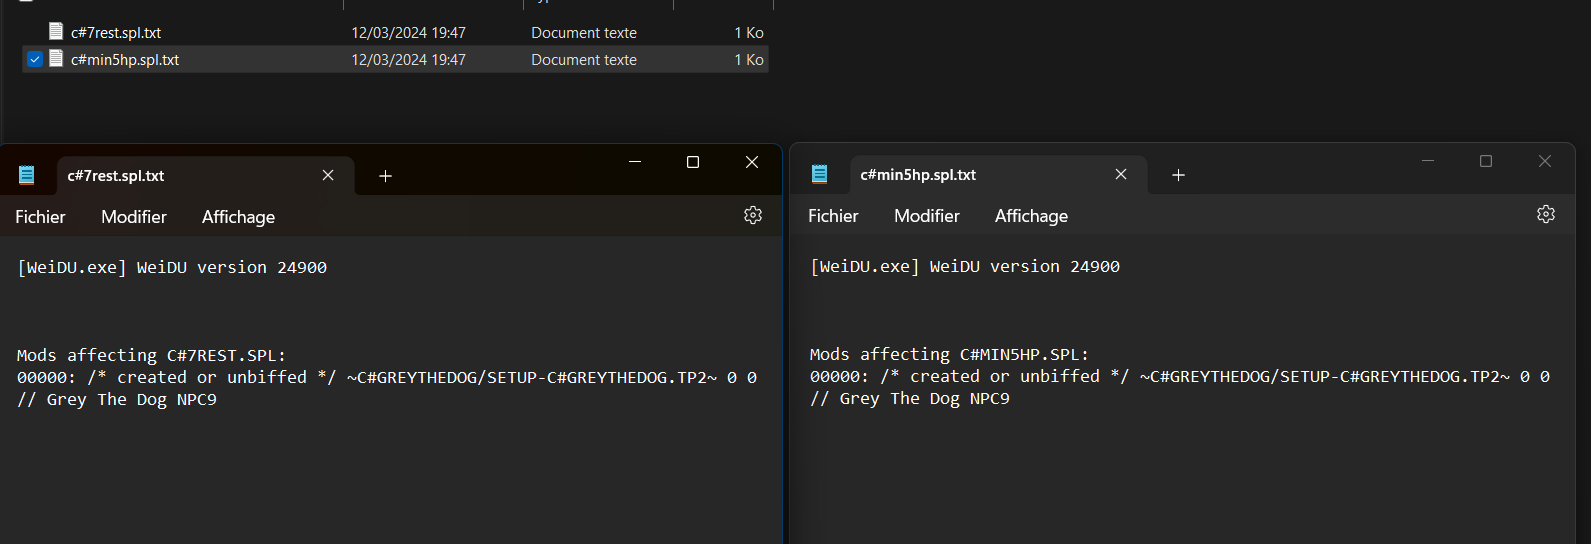 c#7rest.spl.txt 12/03/2024 19:47 Document texte 1 Ko
c#min5hp.spl.txt 12/03/2024 19:47 Document texte 1 Ko
c#7rest.spl.txt
Fichier Modifier Affichage
[WeiDU.exe] WeiDU version 24900
Mods affecting C#7REST.SPL:
00000: /* created or unbiffed */ ~C#GREYTHEDOG/SETUP-C#GREYTHEDOG.TP2~ 0 0
// Grey The Dog NPC9
c#min5hp.spl.txt
Fichier Modifier Affichage
[WeiDU.exe] WeiDU version 24900
Mods affecting C#MIN5HP.SPL:
00000: /* created or unbiffed */ ~C#GREYTHEDOG/SETUP-C#GREYTHEDOG.TP2~ 0 0
// Grey The Dog NPC9